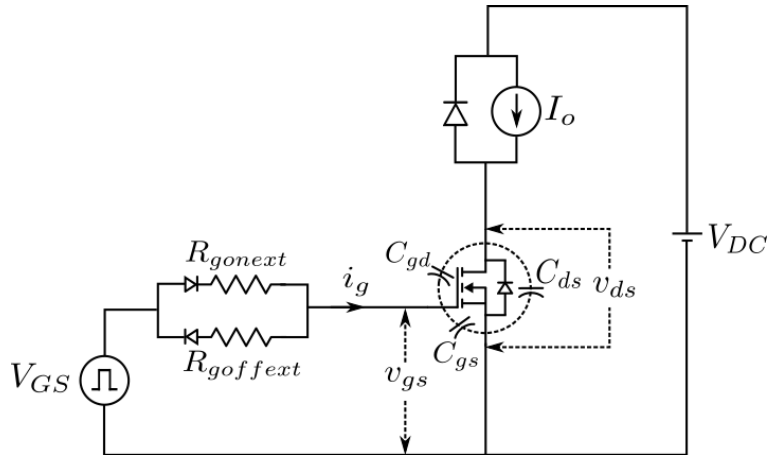 I_o
V_DC
R_gonext
C_gd
i_g
C_ds
v_ds
R_goffext
C_gs
V_GS
v_gs